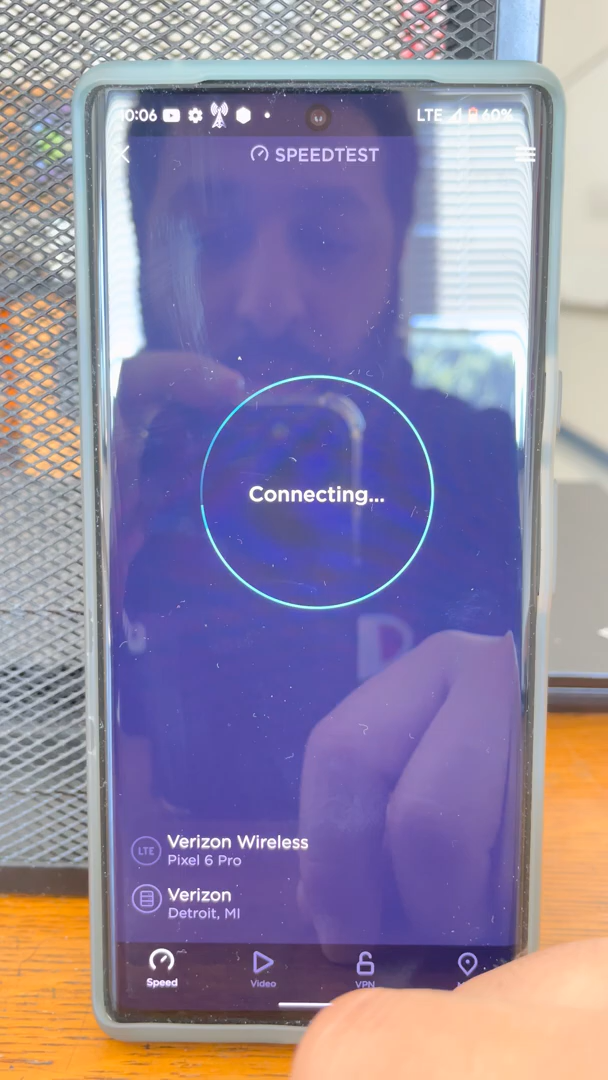 10:06 LTE 60%
SPEEDTEST
Connecting...
LTE
Verizon Wireless
Pixel 6 Pro
Verizon
Detroit, MI
Speed Video VPN